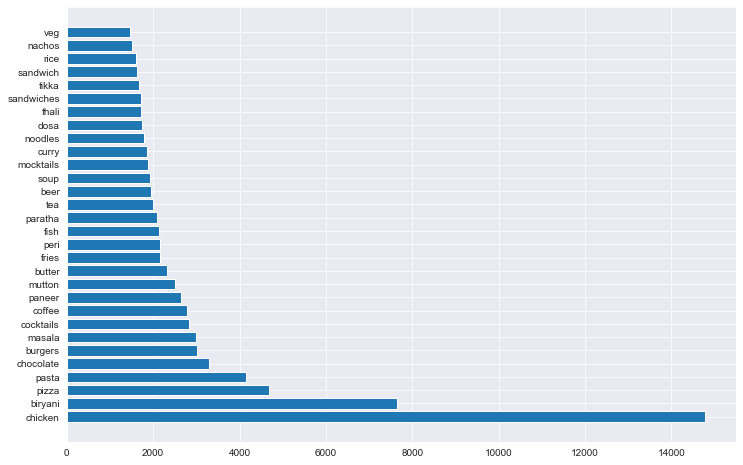 veg
nachos
rice
sandwich
tikka
sandwiches
thali
dosa
noodles
curry
mocktails
soup
beer
tea
paratha
fish
peri
fries
butter
mutton
paneer
coffee
cocktails
masala
burgers
chocolate
pasta
pizza
biryani
chicken
0 2000 4000 6000 8000 10000 12000 14000